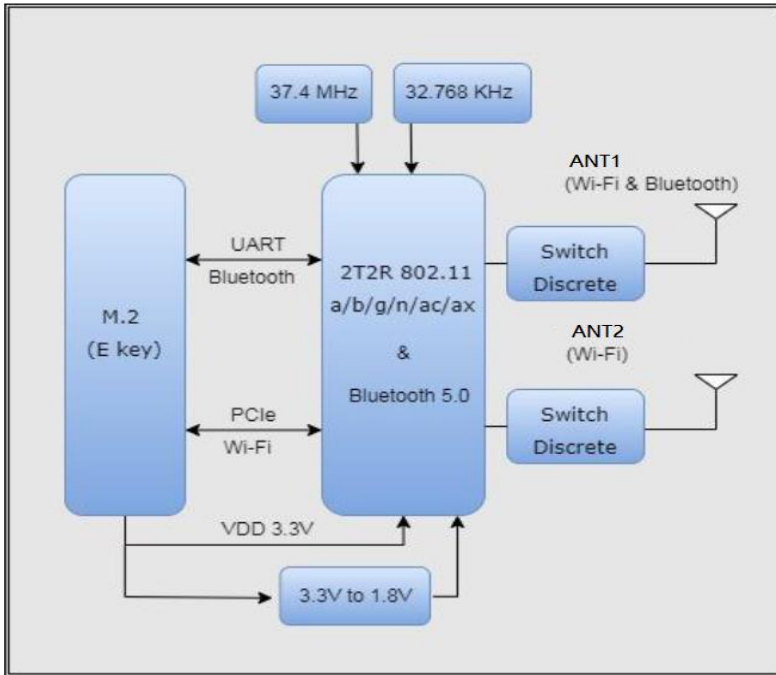 37.4 MHz
32.768 KHz
ANT1
(Wi-Fi & Bluetooth)
UART
Bluetooth
M.2
(E key)
PCIe
Wi-Fi
2T2R 802.11
a/b/g/n/ac/ax
&
Bluetooth 5.0
Switch
Discrete
ANT2
(Wi-Fi)
Switch
Discrete
VDD 3.3V
3.3V to 1.8V